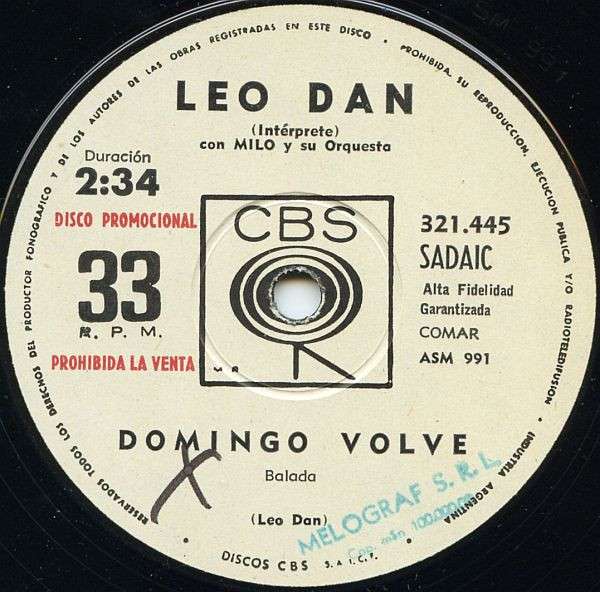 RESERVADOS TODOS LOS DERECHOS DEL PRODUCTOR FONOGRAFICO Y DE LOS AUTORES DE LAS OBRAS REGISTRADAS EN ESTE DISCO • PROHIBIDA SU REPRODUCCION, EJECUCION PUBLICA Y/O RADIOTELEDIFUSION • INDUSTRIA ARGENTINA
LEO DAN
(Intérprete)
con MILO y su Orquesta
Duración
2:34
DISCO PROMOCIONAL
33
R. P. M.
PROHIBIDA LA VENTA
CBS
M R
321.445
SADAIC
Alta Fidelidad
Garantizada
COMAR
ASM 991
DOMINGO VOLVE
Balada
(Leo Dan)
MELOGRAF S. R. L.
100.000.00
• DISCOS CBS S.A.I.C.F. •